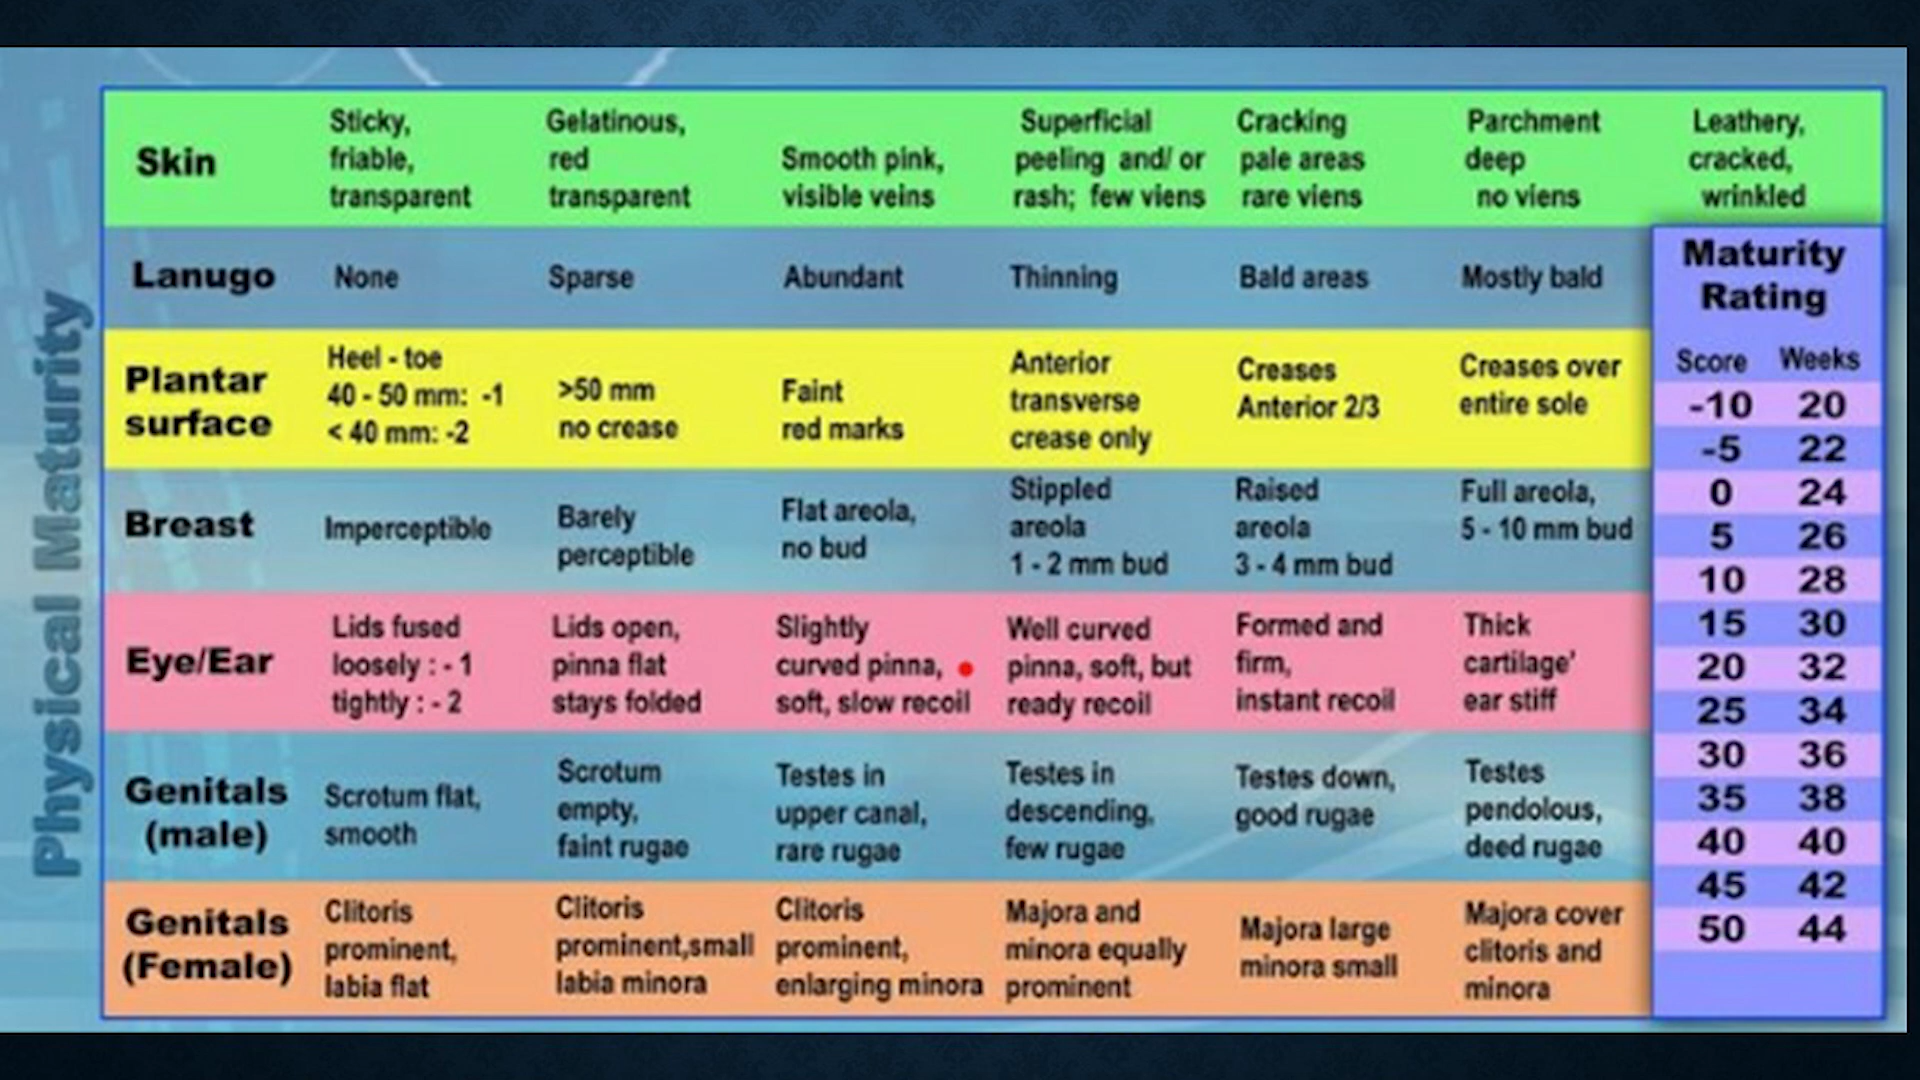 Physical Maturity
Skin
Sticky,
friable,
transparent
Gelatinous,
red
transparent
Smooth pink,
visible veins
Superficial
peeling and/ or
rash; few viens
Cracking
pale areas
rare viens
Parchment
deep
no viens
Leathery,
cracked,
wrinkled
Lanugo
None
Sparse
Abundant
Thinning
Bald areas
Mostly bald
Plantar
surface
Heel - toe
40 - 50 mm: -1
< 40 mm: -2
>50 mm
no crease
Faint
red marks
Anterior
transverse
crease only
Creases
Anterior 2/3
Creases over
entire sole
Breast
Imperceptible
Barely
perceptible
Flat areola,
no bud
Stippled
areola
1 - 2 mm bud
Raised
areola
3 - 4 mm bud
Full areola,
5 - 10 mm bud
Eye/Ear
Lids fused
loosely : - 1
tightly : - 2
Lids open,
pinna flat
stays folded
Slightly
curved pinna,
soft, slow recoil
Well curved
pinna, soft, but
ready recoil
Formed and
firm,
instant recoil
Thick
cartilage'
ear stiff
Genitals
(male)
Scrotum flat,
smooth
Scrotum
empty,
faint rugae
Testes in
upper canal,
rare rugae
Testes in
descending,
few rugae
Testes down,
good rugae
Testes
pendolous,
deed rugae
Genitals
(Female)
Clitoris
prominent,
labia flat
Clitoris
prominent,small
labia minora
Clitoris
prominent,
enlarging minora
Majora and
minora equally
prominent
Majora large
minora small
Majora cover
clitoris and
minora
Maturity
Rating
Score Weeks
-10 20
-5 22
0 24
5 26
10 28
15 30
20 32
25 34
30 36
35 38
40 40
45 42
50 44